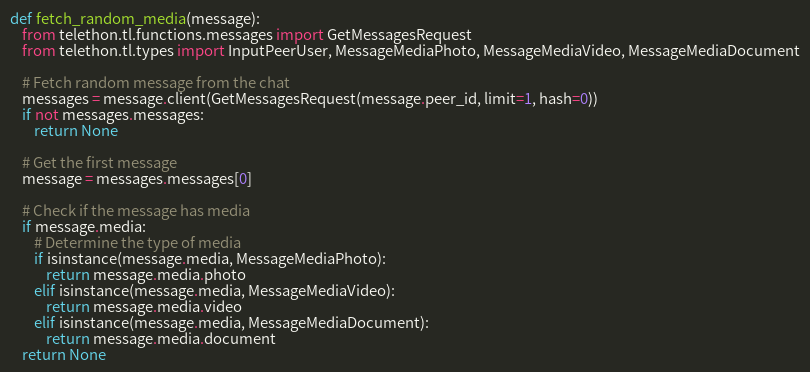 def fetch_random_media(message):
    from telethon.tl.functions.messages import GetMessagesRequest
    from telethon.tl.types import InputPeerUser, MessageMediaPhoto, MessageMediaVideo, MessageMediaDocument

    # Fetch random message from the chat
    messages = message.client(GetMessagesRequest(message.peer_id, limit=1, hash=0))
    if not messages.messages:
        return None

    # Get the first message
    message = messages.messages[0]

    # Check if the message has media
    if message.media:
        # Determine the type of media
        if isinstance(message.media, MessageMediaPhoto):
            return message.media.photo
        elif isinstance(message.media, MessageMediaVideo):
            return message.media.video
        elif isinstance(message.media, MessageMediaDocument):
            return message.media.document
    return None